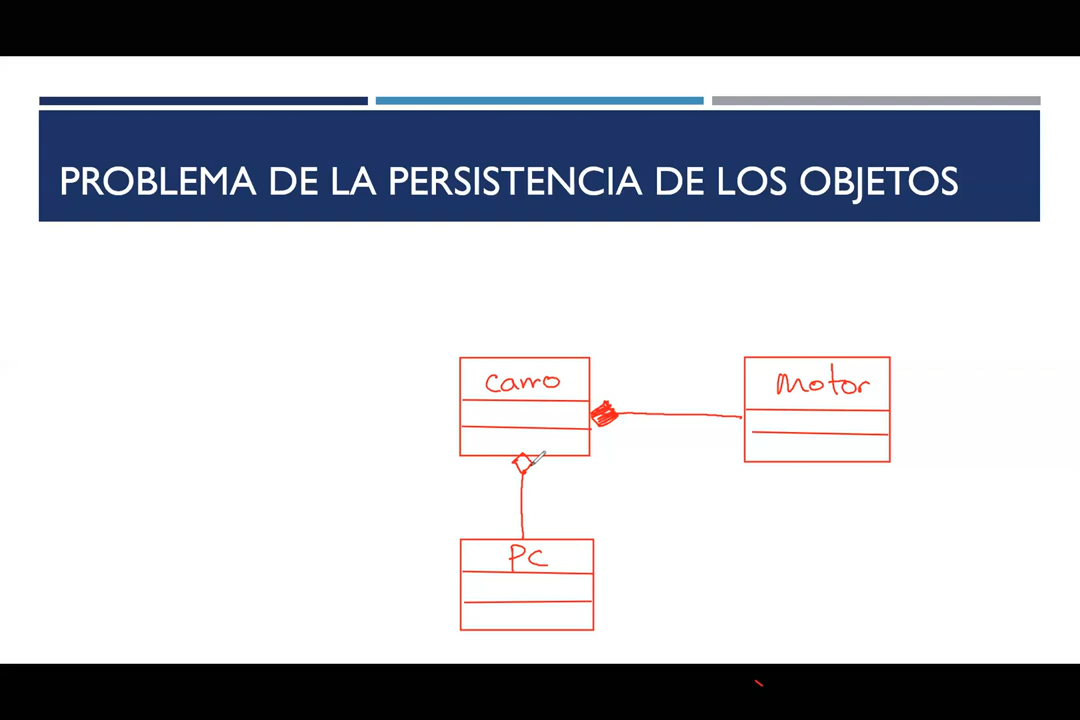 PROBLEMA DE LA PERSISTENCIA DE LOS OBJETOS
Carro
Motor
PC